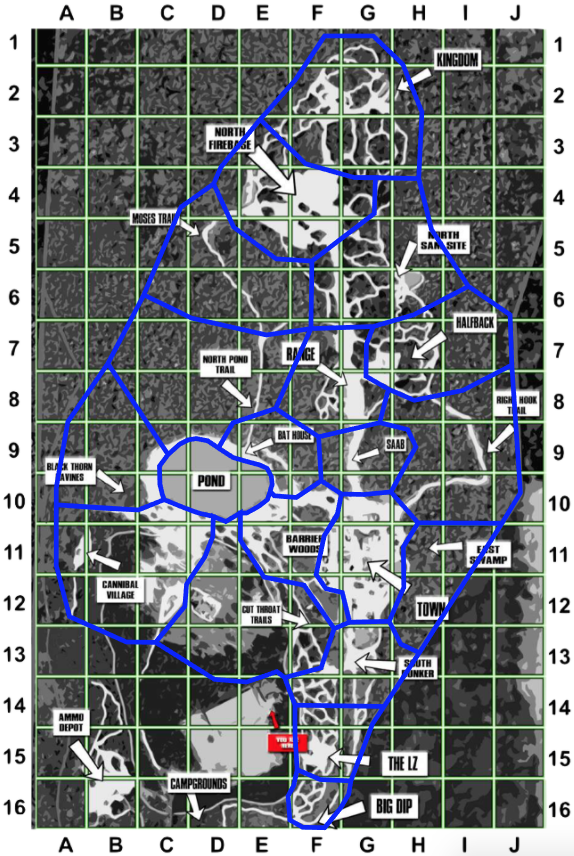 A B C D E F G H I J
1 1
KINGDOM
2 2
NORTH
FIREBASE
3 3
4 4
MOSES TRAIL
NORTH
SAM SITE
5 5
6 6
HALFBACK
7 7
NORTH POND
TRAIL
RANGE
8 8
RIGHT HOOK
TRAIL
BAT HOUSE
SAAB
9 9
BLACK THORN
RAVINES
POND
10 10
BARRIER
WOODS
EAST
SWAMP
11 11
CANNIBAL
VILLAGE
CUT THROAT
TRAILS
TOWN
12 12
SOUTH
BUNKER
13 13
14 14
AMMO
DEPOT
THE LZ
15 15
CAMPGROUNDS
BIG DIP
16 16
A B C D E F G H I J